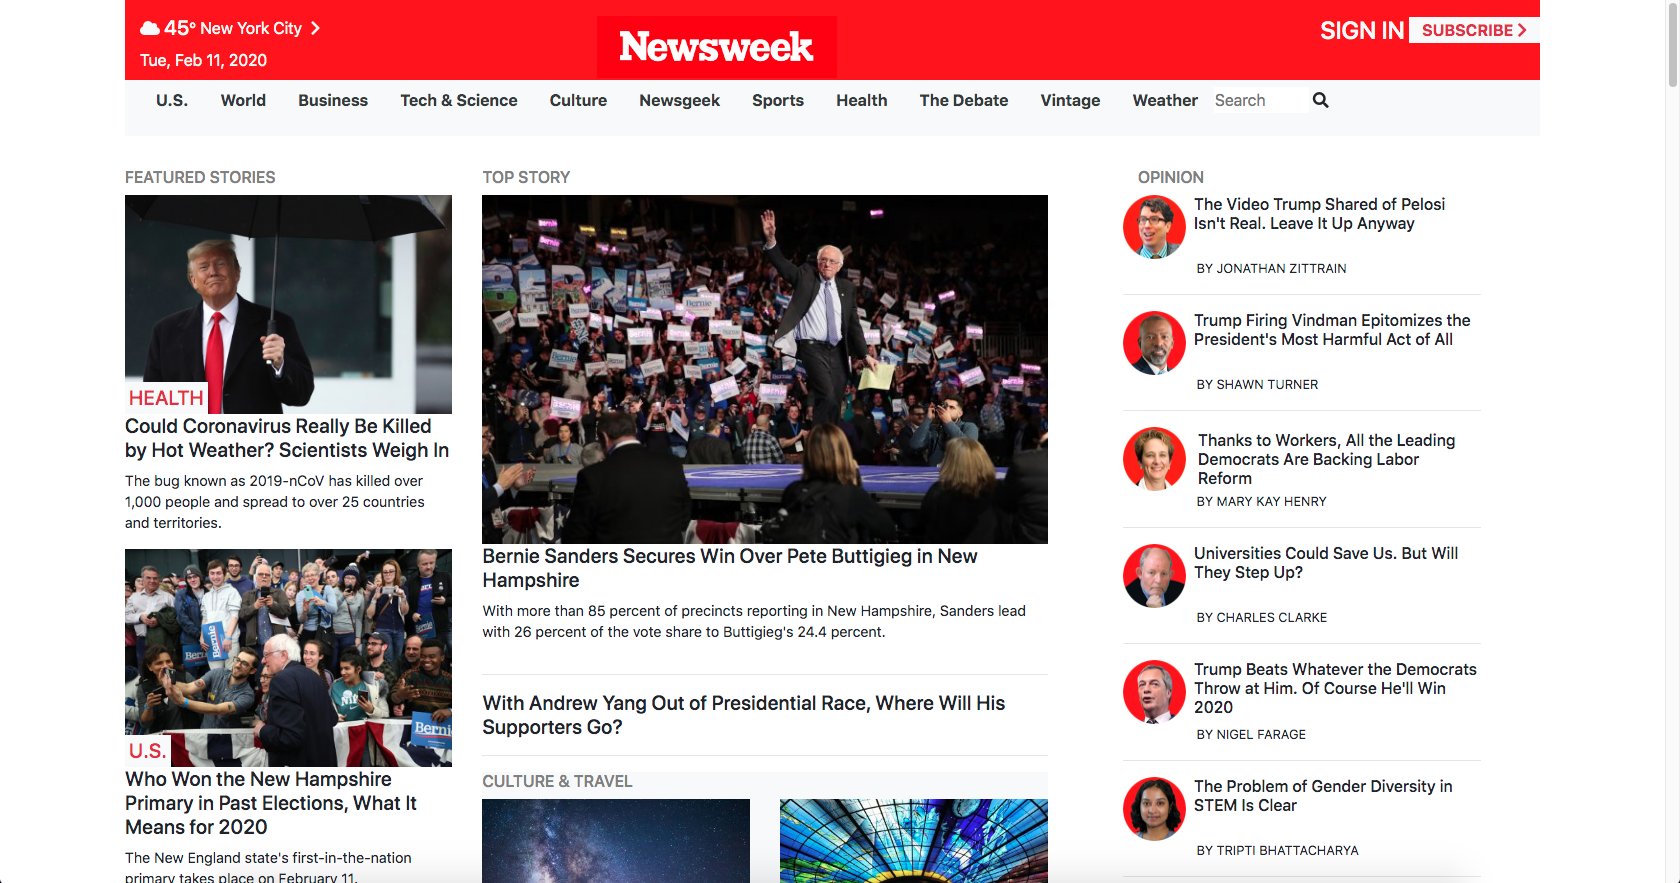 45° New York City
Tue, Feb 11, 2020
Newsweek
SIGN IN
SUBSCRIBE
U.S. World Business Tech & Science Culture Newsgeek Sports Health The Debate Vintage Weather Search
FEATURED STORIES
HEALTH
Could Coronavirus Really Be Killed
by Hot Weather? Scientists Weigh In
The bug known as 2019-nCoV has killed over
1,000 people and spread to over 25 countries
and territories.
Bernie
Bernie
U.S.
Who Won the New Hampshire
Primary in Past Elections, What It
Means for 2020
The New England state's first-in-the-nation
primary takes place on February 11.
TOP STORY
Bernie
Bernie
Bernie Sanders Secures Win Over Pete Buttigieg in New
Hampshire
With more than 85 percent of precincts reporting in New Hampshire, Sanders lead
with 26 percent of the vote share to Buttigieg's 24.4 percent.
With Andrew Yang Out of Presidential Race, Where Will His
Supporters Go?
CULTURE & TRAVEL
OPINION
The Video Trump Shared of Pelosi
Isn't Real. Leave It Up Anyway
BY JONATHAN ZITTRAIN
Trump Firing Vindman Epitomizes the
President's Most Harmful Act of All
BY SHAWN TURNER
Thanks to Workers, All the Leading
Democrats Are Backing Labor
Reform
BY MARY KAY HENRY
Universities Could Save Us. But Will
They Step Up?
BY CHARLES CLARKE
Trump Beats Whatever the Democrats
Throw at Him. Of Course He'll Win
2020
BY NIGEL FARAGE
The Problem of Gender Diversity in
STEM Is Clear
BY TRIPTI BHATTACHARYA